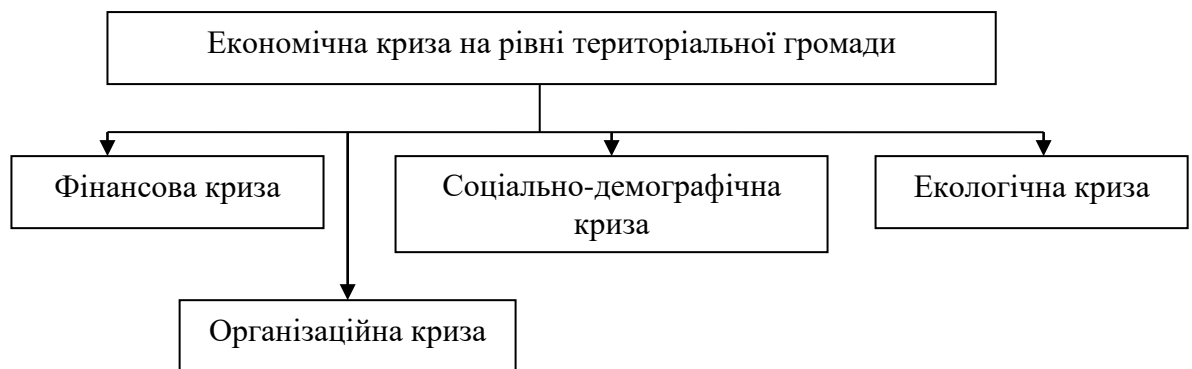 Економічна криза на рівні територіальної громади
Фінансова криза
Соціально-демографічна
криза
Екологічна криза
Організаційна криза